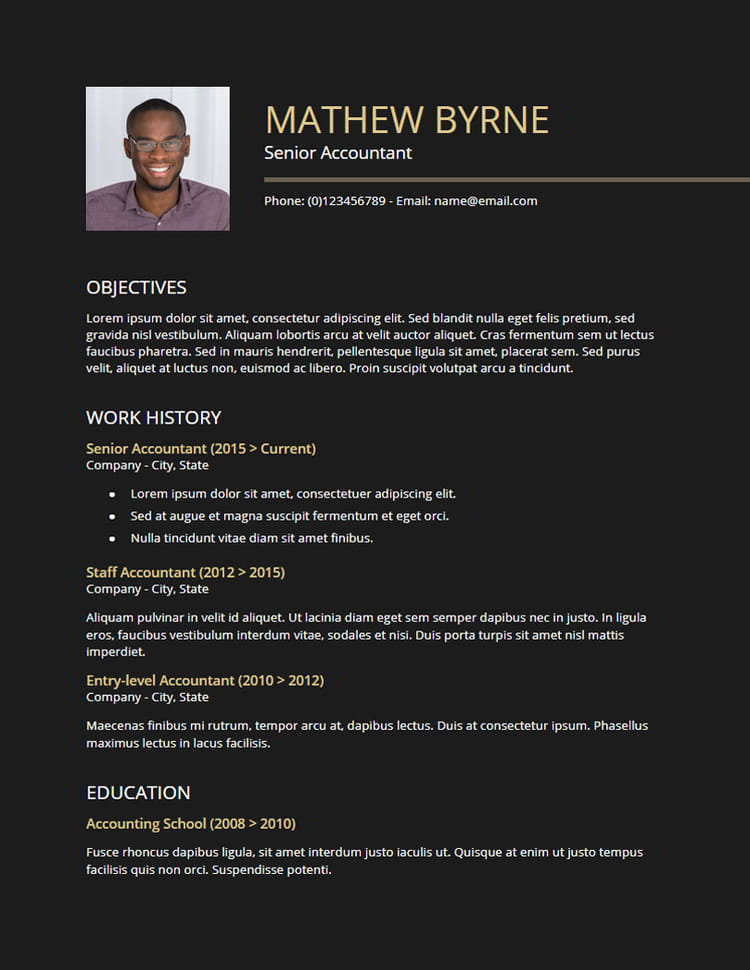 MATHEW BYRNE
Senior Accountant
Phone: (0)123456789 - Email: name@email.com
OBJECTIVES
Lorem ipsum dolor sit amet, consectetur adipiscing elit. Sed blandit nulla eget felis pretium, sed
gravida nisl vestibulum. Aliquam lobortis arcu at velit auctor aliquet. Cras fermentum sem ut lectus
faucibus pharetra. Sed in mauris hendrerit, pellentesque ligula sit amet, placerat sem. Sed purus
velit, aliquet at luctus non, euismod ac libero. Proin suscipit volutpat arcu a tincidunt.
WORK HISTORY
Senior Accountant (2015 > Current)
Company - City, State
• Lorem ipsum dolor sit amet, consectetuer adipiscing elit.
• Sed at augue et magna suscipit fermentum et eget orci.
• Nulla tincidunt vitae diam sit amet finibus.
Staff Accountant (2012 > 2015)
Company - City, State
Aliquam pulvinar in velit id aliquet. Ut lacinia diam eget sem semper dapibus nec in justo. In ligula
eros, faucibus vestibulum interdum vitae, sodales et nisi. Duis porta turpis sit amet nisl mattis
imperdiet.
Entry-level Accountant (2010 > 2012)
Company - City, State
Maecenas finibus mi rutrum, tempor arcu at, dapibus lectus. Duis at consectetur ipsum. Phasellus
maximus lectus in lacus facilisis.
EDUCATION
Accounting School (2008 > 2010)
Fusce rhoncus dapibus ligula, sit amet interdum justo iaculis ut. Quisque at enim ut justo tempus
facilisis quis non orci. Suspendisse potenti.